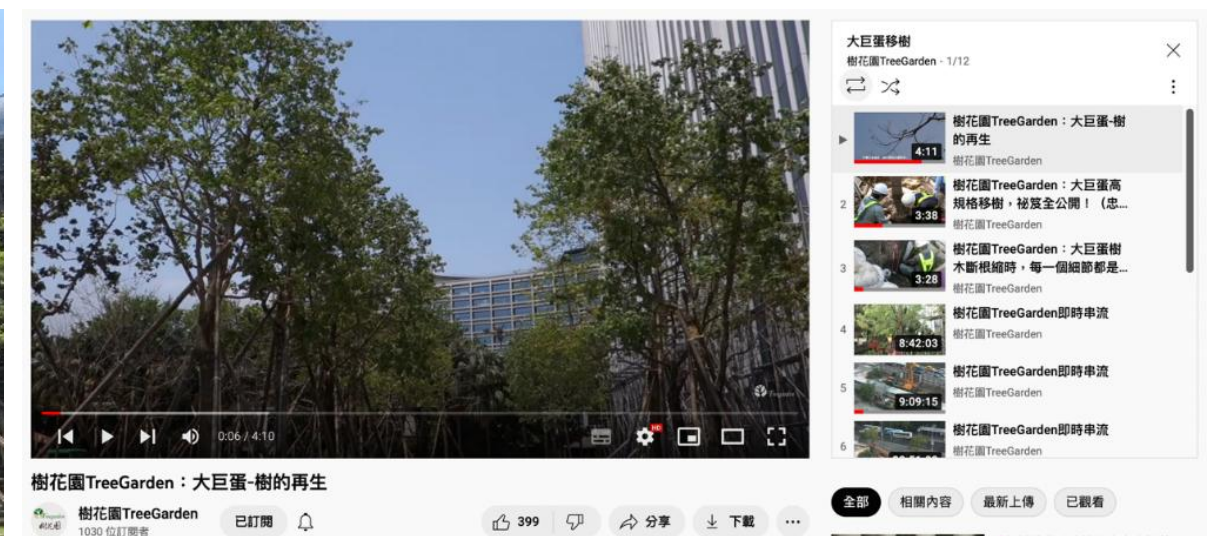 0:06 / 4:10
HD
樹花園TreeGarden：大巨蛋-樹的再生
樹花園TreeGarden
1030 位訂閱者
已訂閱
399
分享
下載
大巨蛋移樹
樹花園TreeGarden - 1/12
4:11
樹花園TreeGarden：大巨蛋-樹
的再生
樹花園TreeGarden
2
3:38
樹花園TreeGarden：大巨蛋高
規格移樹，祕笈全公開！（忠...
樹花園TreeGarden
3
3:28
樹花園TreeGarden：大巨蛋樹
木斷根縮時，每一個細節都是...
樹花園TreeGarden
4
8:42:03
樹花園TreeGarden即時串流
樹花園TreeGarden
5
9:09:15
樹花園TreeGarden即時串流
樹花園TreeGarden
6
樹花園TreeGarden即時串流
樹花園TreeGarden
全部
相關內容
最新上傳
已觀看